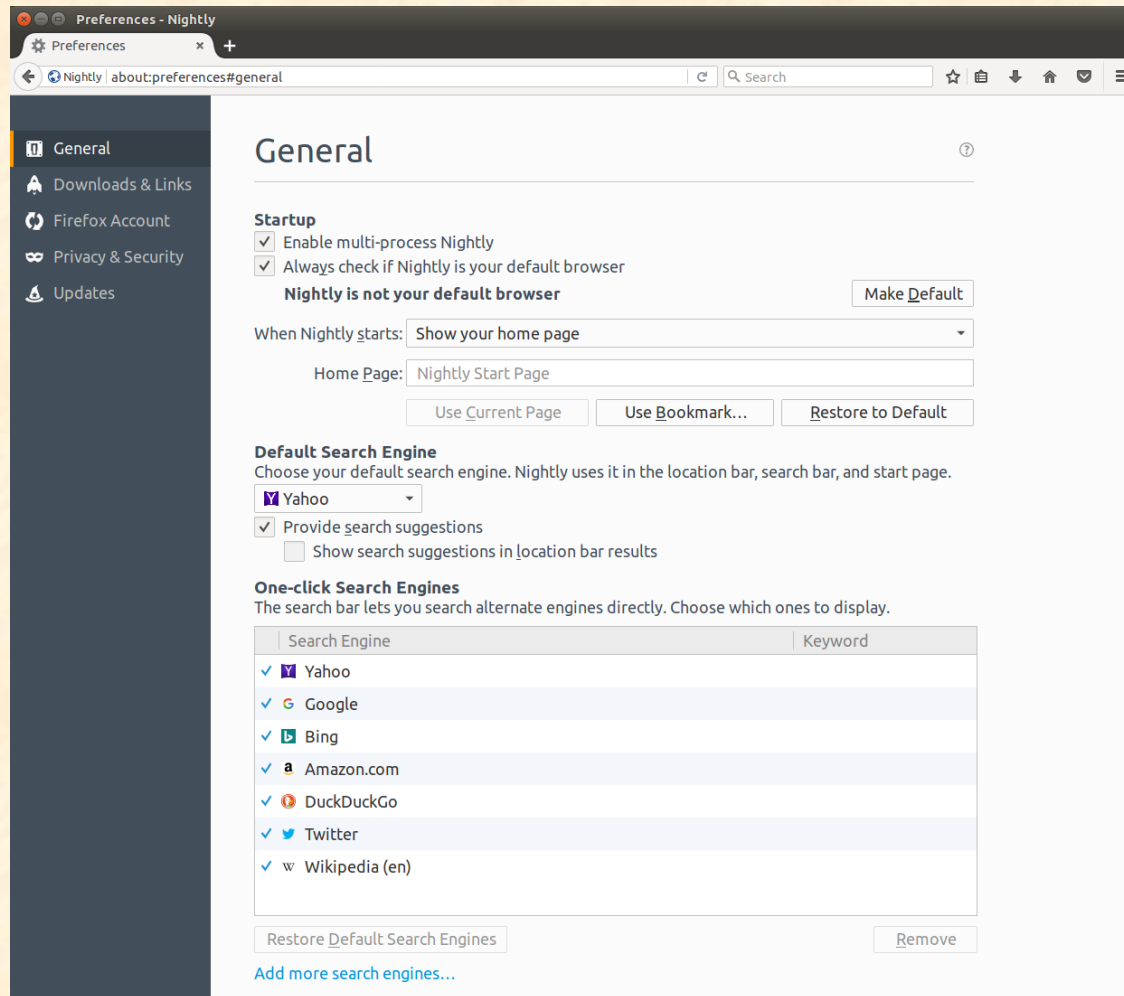 Preferences - Nightly
Preferences
Nightly about:preferences#general
Search
General
Downloads & Links
Firefox Account
Privacy & Security
Updates
General
Startup
Enable multi-process Nightly
Always check if Nightly is your default browser
Nightly is not your default browser
Make Default
When Nightly starts: Show your home page
Home Page: Nightly Start Page
Use Current Page Use Bookmark... Restore to Default
Default Search Engine
Choose your default search engine. Nightly uses it in the location bar, search bar, and start page.
Yahoo
Provide search suggestions
Show search suggestions in location bar results
One-click Search Engines
The search bar lets you search alternate engines directly. Choose which ones to display.
Search Engine Keyword
Yahoo
Google
Bing
Amazon.com
DuckDuckGo
Twitter
Wikipedia (en)
Restore Default Search Engines Remove
Add more search engines...